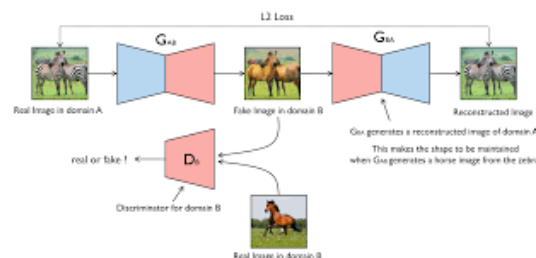 L2 Loss
GAB
GBA
Real Image in domain A
Fake Image in domain B
Reconstructed Image
GBA generates a reconstructed image of domain A
This makes the shape to be maintained
when GAB generates a horse image from the zebra
real or fake ?
DB
Discriminator for domain B
Real Image in domain B